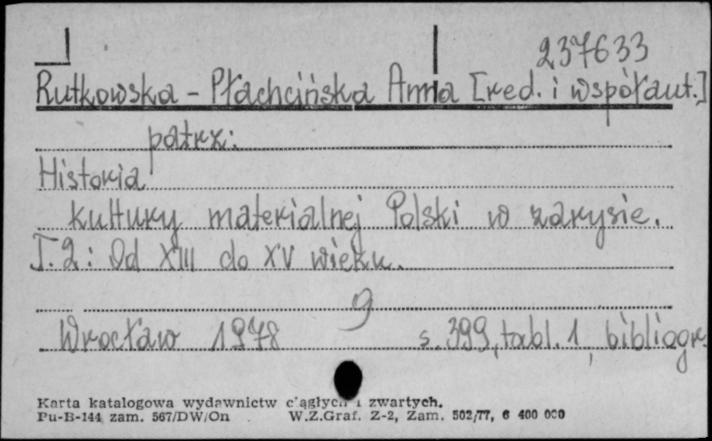 237633
Rutkowska - Płachcińska Anna [red. i współaut.]
patrz:
Historia
kultury materialnej Polski w zarysie.
T. 2: Od XIII do XV wieku.
9
Wrocław 1978 s. 399, tabl. 1, bibliogr.
Karta katalogowa wydawnictw ciągłych i zwartych.
Pu-B-144 zam. 567/DW/On W.Z.Graf. Z-2, Zam. 502/77, 6 400 000